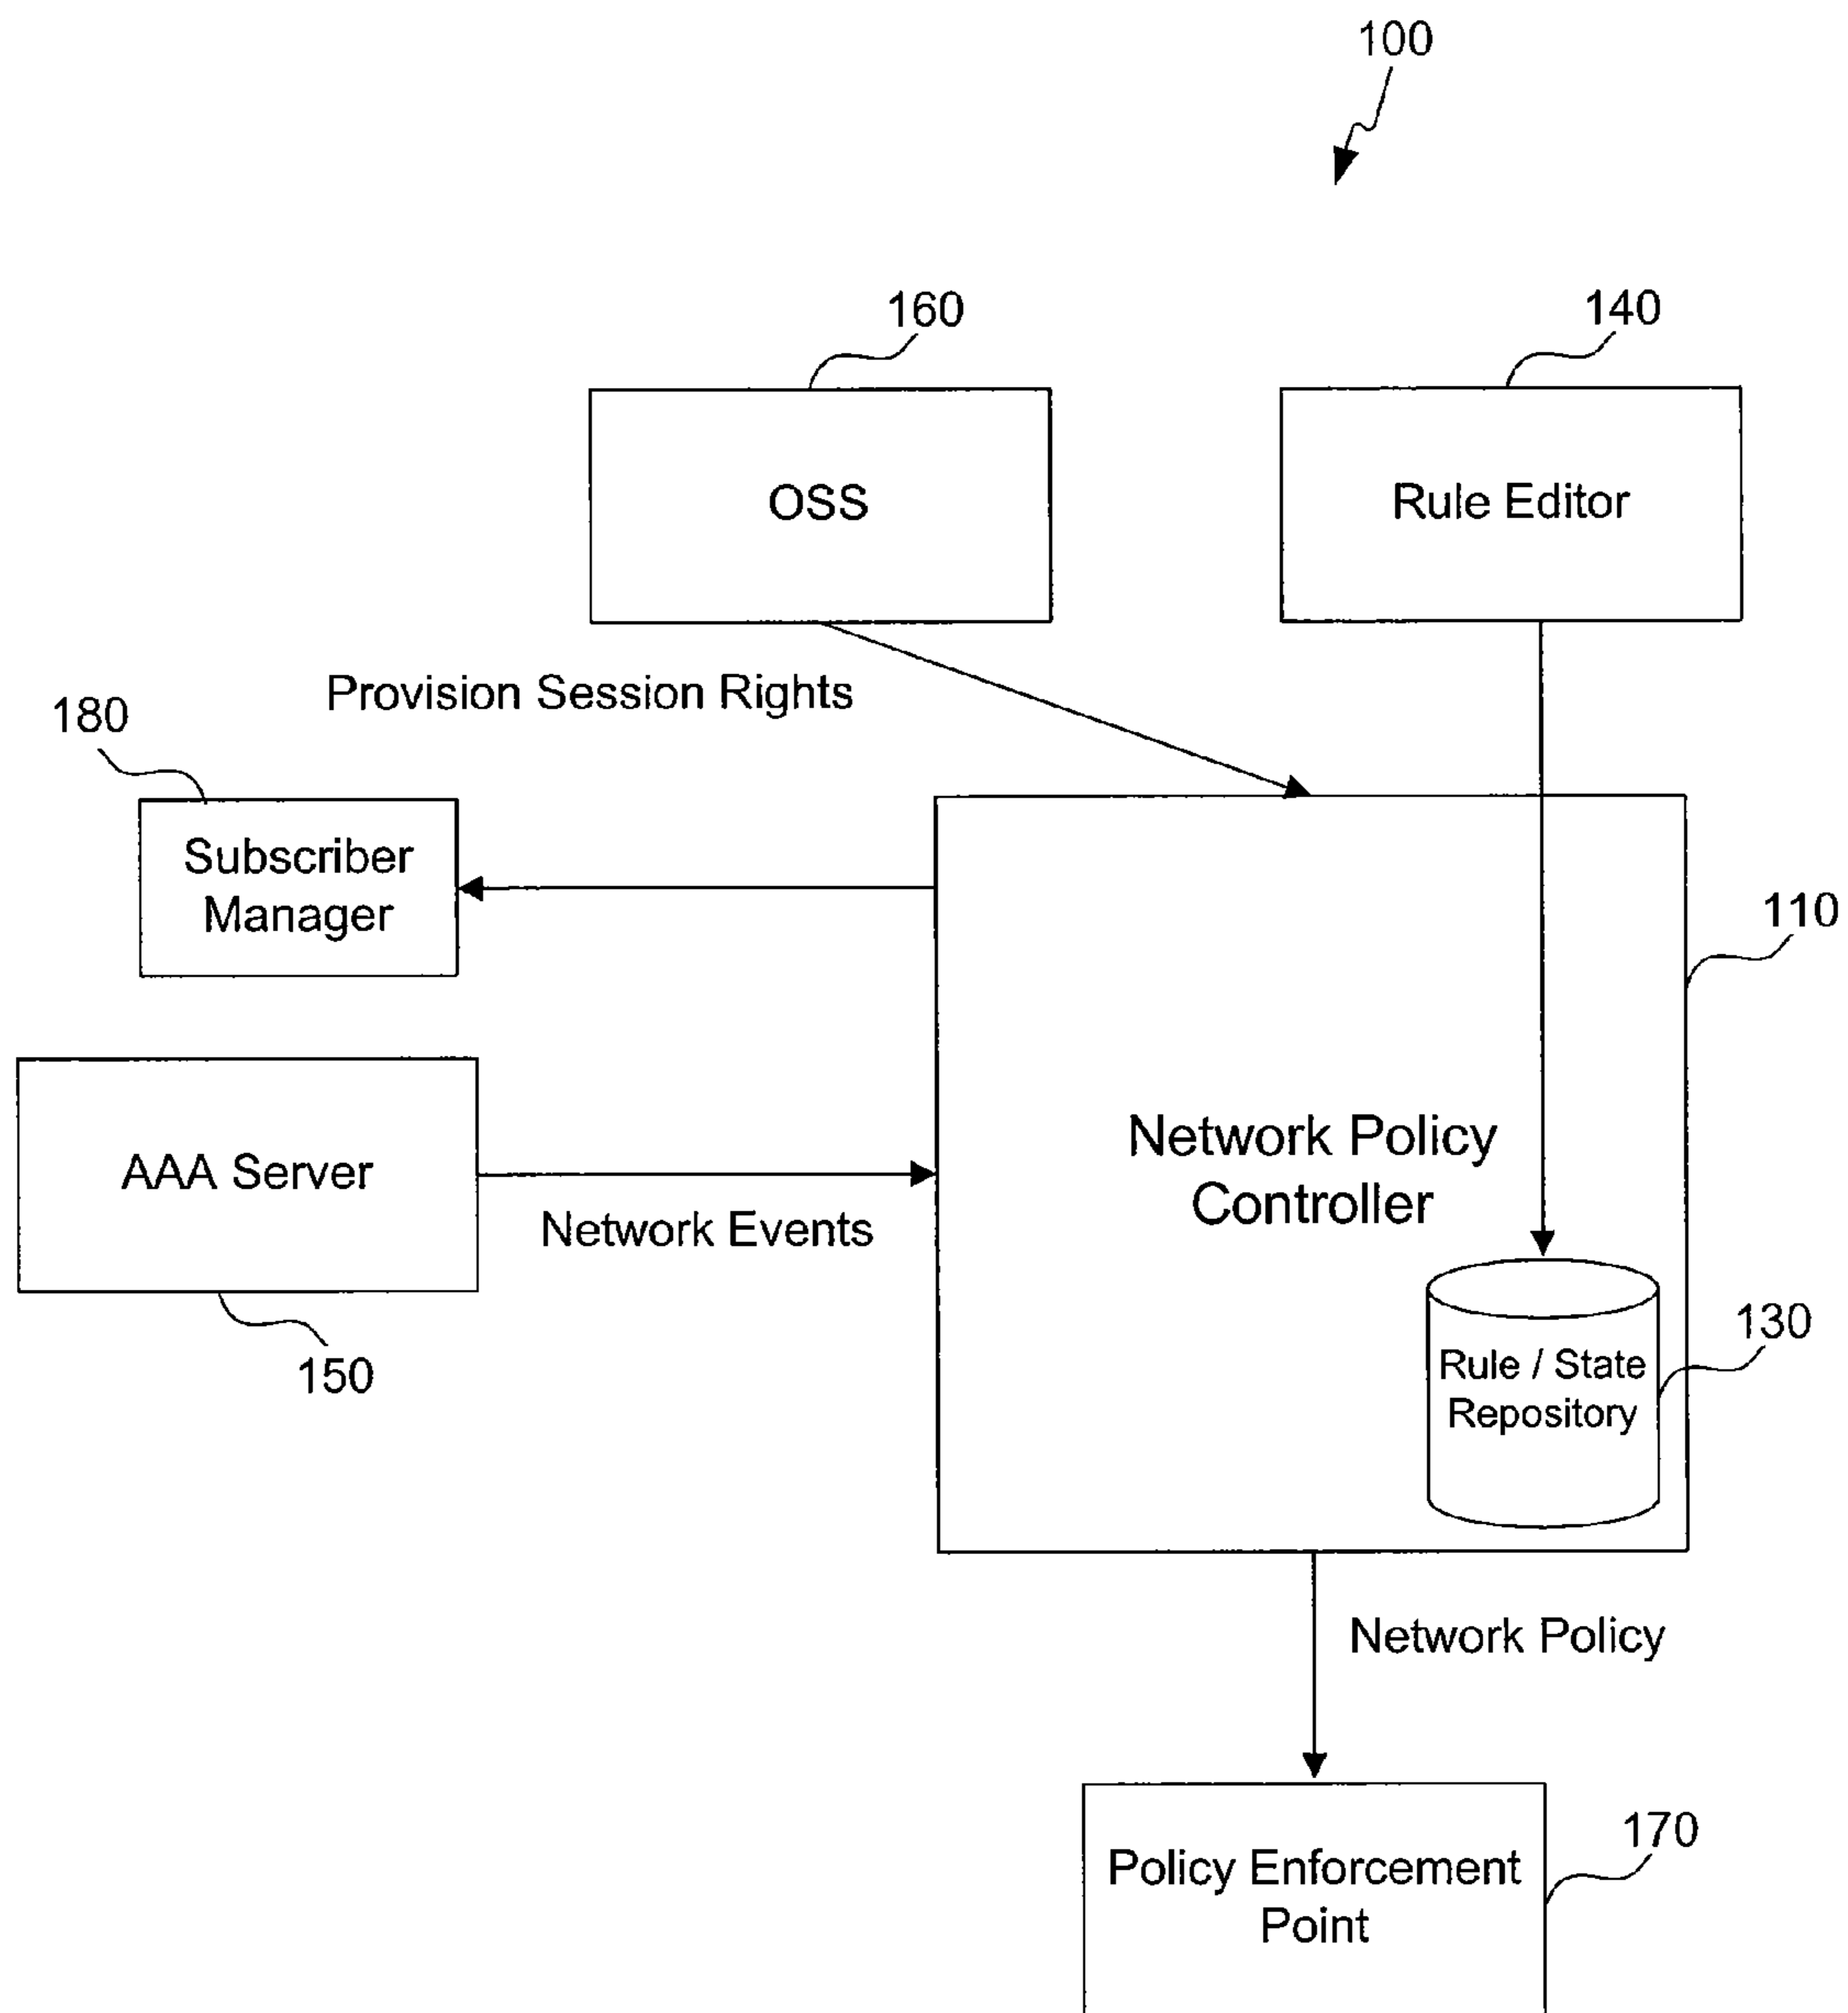 100
160
140
OSS
Rule Editor
Provision Session Rights
180
Subscriber
Manager
110
AAA Server
Network Events
Network Policy
Controller
150
130
Rule / State
Repository
Network Policy
170
Policy Enforcement
Point